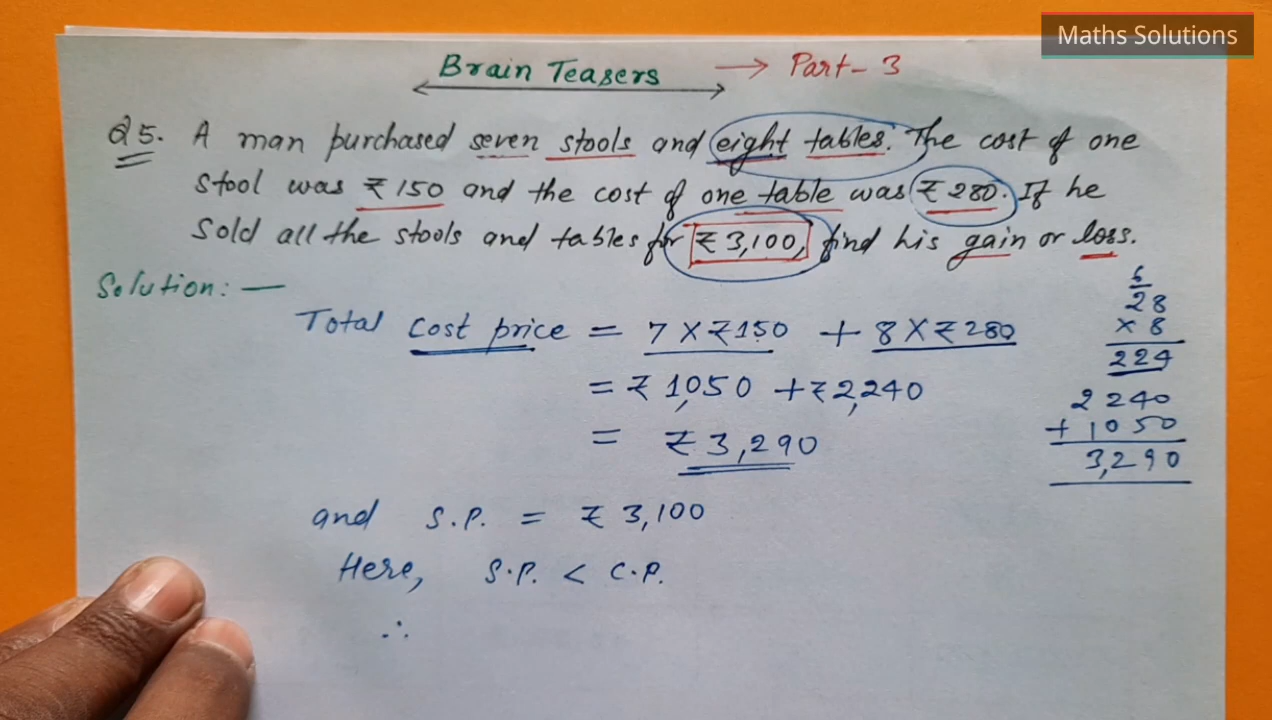 Maths Solutions
Brain Teasers → Part-3
Q5. A man purchased seven stools and eight tables. The cost of one
stool was ₹150 and the cost of one table was ₹280. If he
sold all the stools and tables for ₹3,100, find his gain or loss.
Solution:—
Total cost price = 7 × ₹150 + 8 × ₹280
= ₹1,050 + ₹2,240
= ₹3,290
and S.P. = ₹3,100
Here, S.P. < C.P.
∴
6
28
× 8
224
2240
+ 1050
3,290